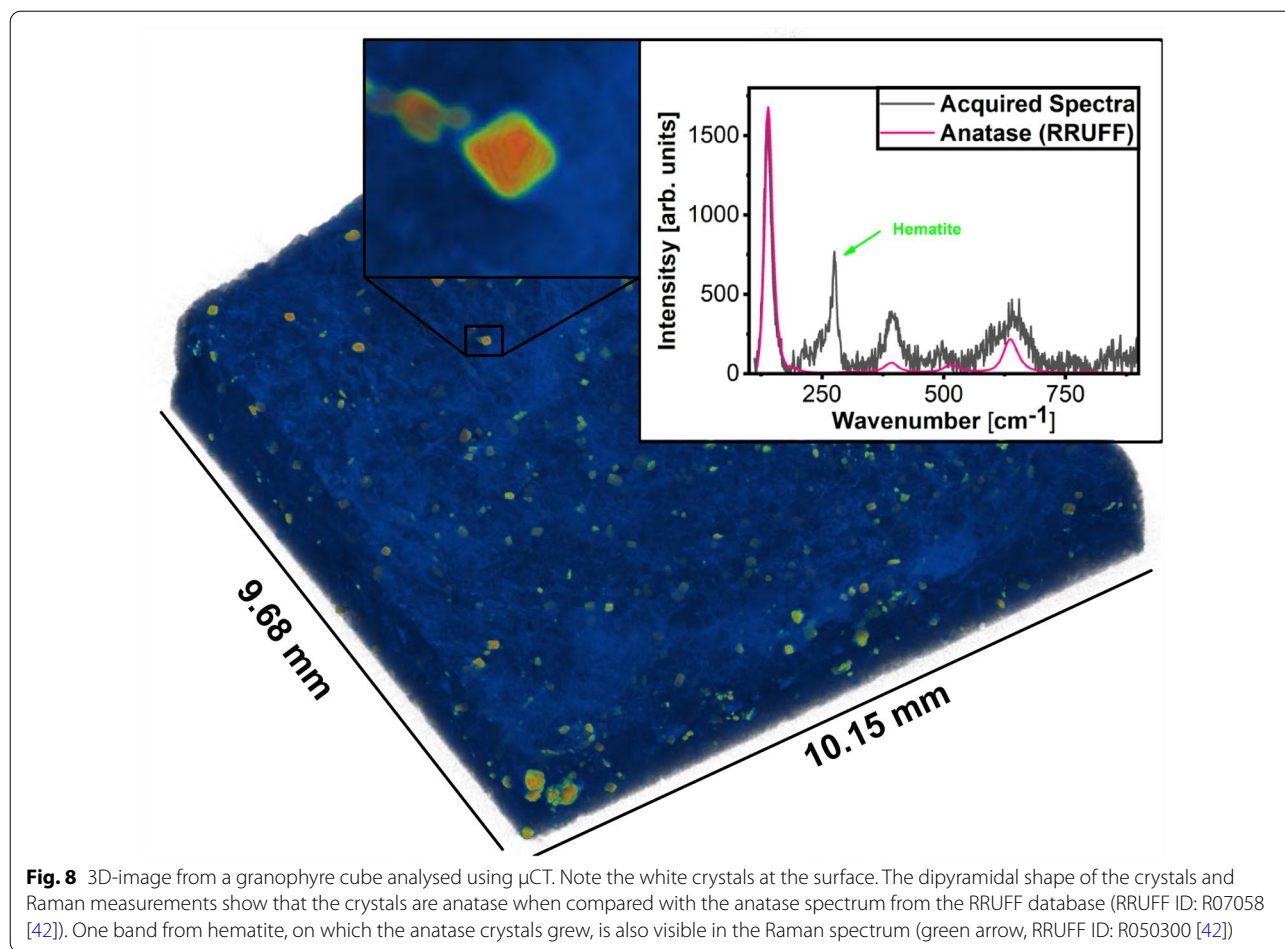 Acquired Spectra
Anatase (RRUFF)
Hematite
Intensitsy [arb. units]
1500
1000
500
0
250
500
750
Wavenumber [cm-1]
9.68 mm
10.15 mm
Fig. 8 3D-image from a granophyre cube analysed using µCT. Note the white crystals at the surface. The dipyramidal shape of the crystals and
Raman measurements show that the crystals are anatase when compared with the anatase spectrum from the RRUFF database (RRUFF ID: R07058
[42]). One band from hematite, on which the anatase crystals grew, is also visible in the Raman spectrum (green arrow, RRUFF ID: R050300 [42])